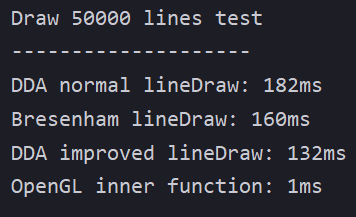 Draw 50000 lines test
--------------------
DDA normal lineDraw: 182ms
Bresenham lineDraw: 160ms
DDA improved lineDraw: 132ms
OpenGL inner function: 1ms